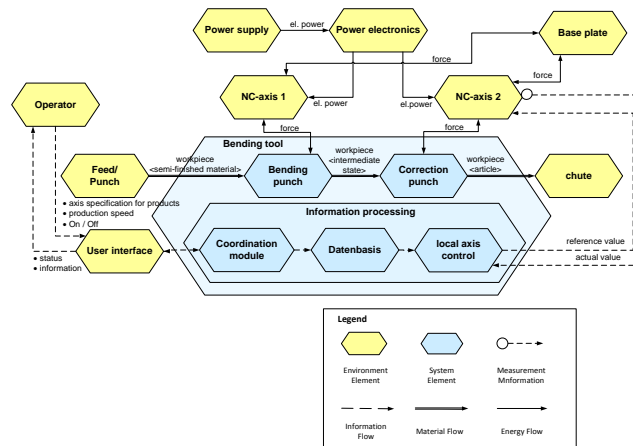 Power supply
el. power
Power electronics
Base plate
force
force
NC-axis 1
el. power
el.power
NC-axis 2
Operator
force
force
Bending tool
Feed/
Punch
workpiece
<semi-finished material>
Bending
punch
workpiece
<intermediate
state>
Correction
punch
workpiece
<article>
chute
• axis specification for products
• production speed
• On / Off
Information processing
User interface
Coordination
module
Datenbasis
local axis
control
reference value
actual value
• status
• information
Legend
Environment
Element
System
Element
Measurement
Mnformation
Information
Flow
Material Flow
Energy Flow